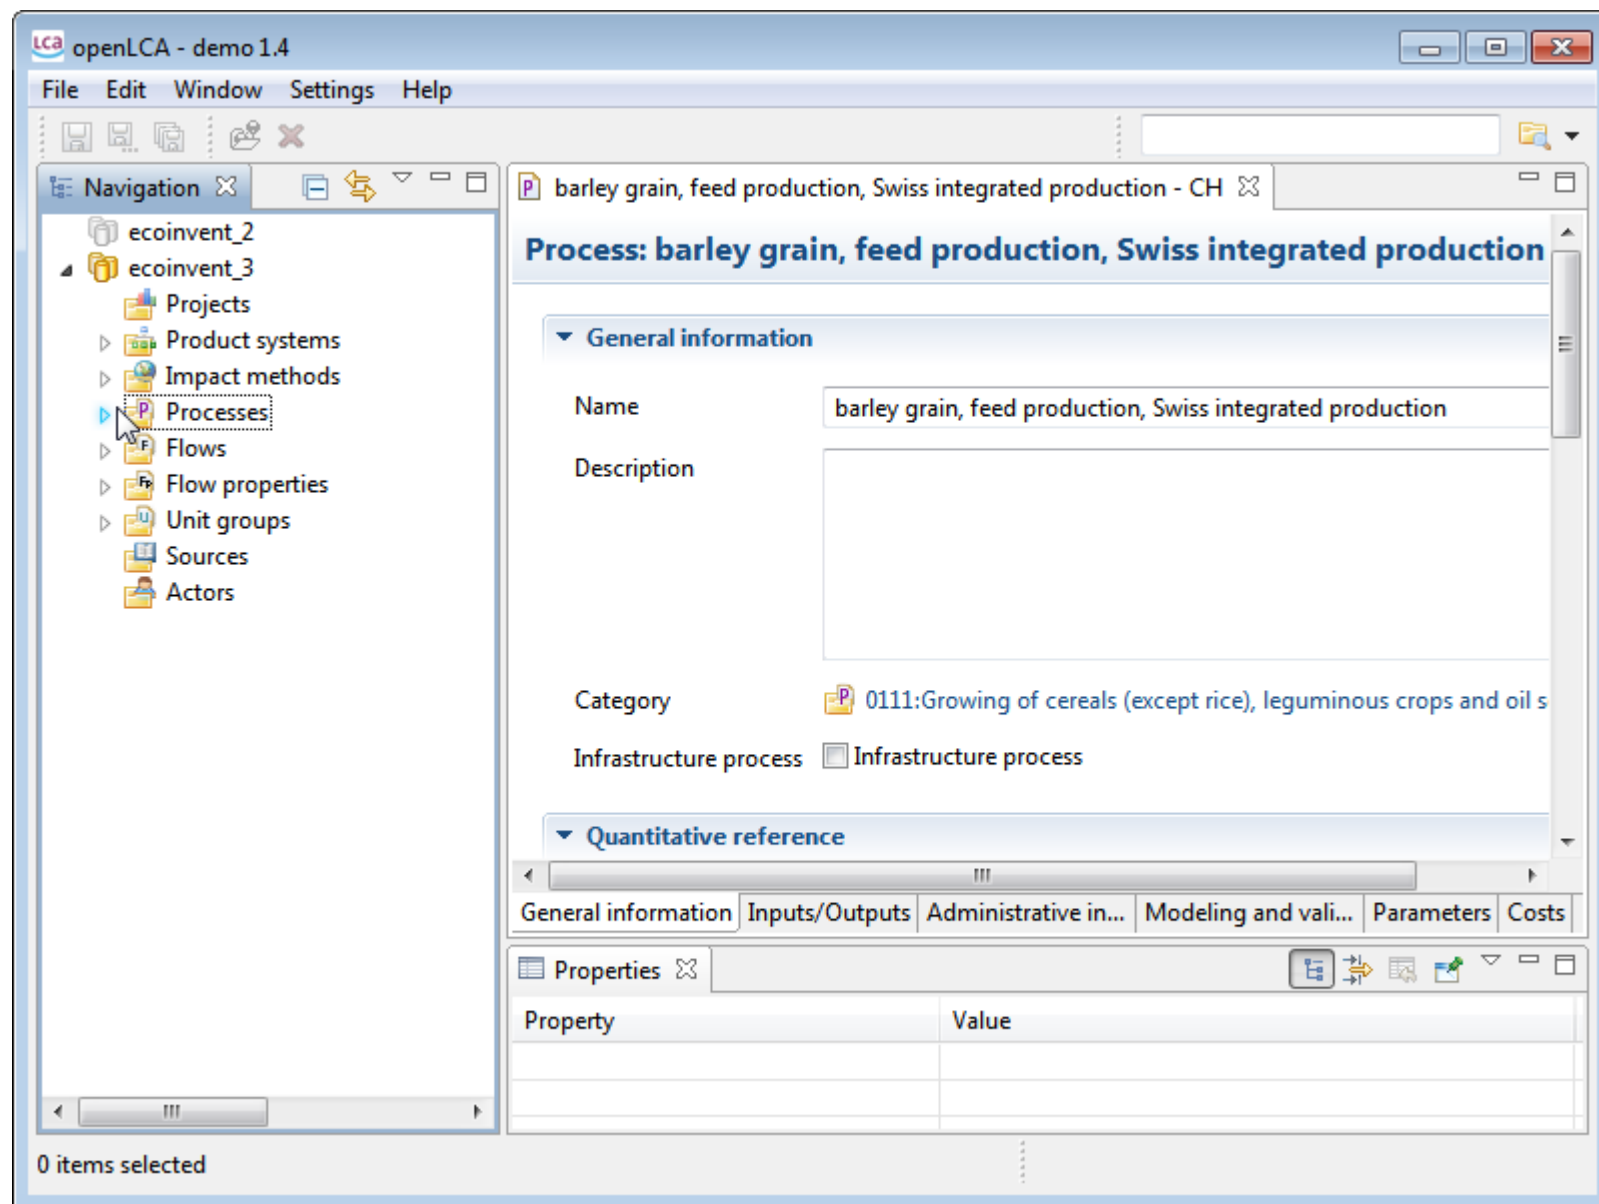 openLCA - demo 1.4
File Edit Window Settings Help
Navigation
ecoinvent_2
ecoinvent_3
Projects
Product systems
Impact methods
Processes
Flows
Flow properties
Unit groups
Sources
Actors
barley grain, feed production, Swiss integrated production - CH
Process: barley grain, feed production, Swiss integrated production
General information
Name barley grain, feed production, Swiss integrated production
Description
Category 0111:Growing of cereals (except rice), leguminous crops and oil s
Infrastructure process Infrastructure process
Quantitative reference
General information Inputs/Outputs Administrative in... Modeling and vali... Parameters Costs
Properties
Property Value
0 items selected